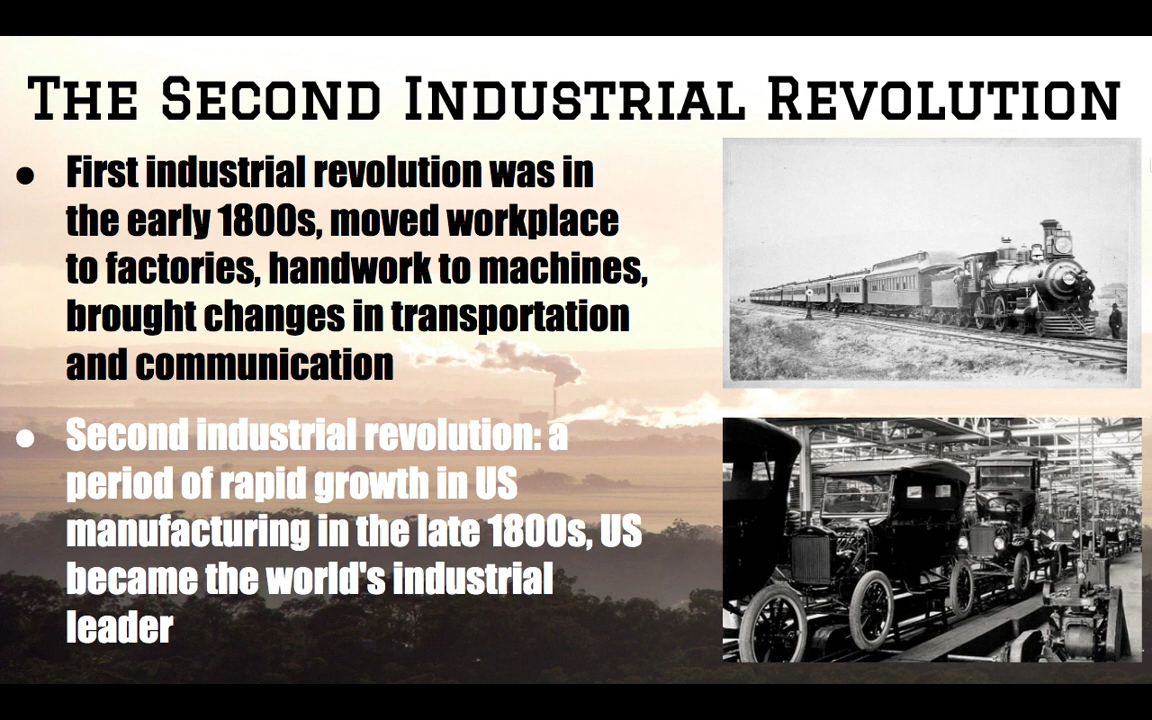 The Second Industrial Revolution
● First industrial revolution was in
the early 1800s, moved workplace
to factories, handwork to machines,
brought changes in transportation
and communication
● Second industrial revolution: a
period of rapid growth in US
manufacturing in the late 1800s, US
became the world's industrial
leader